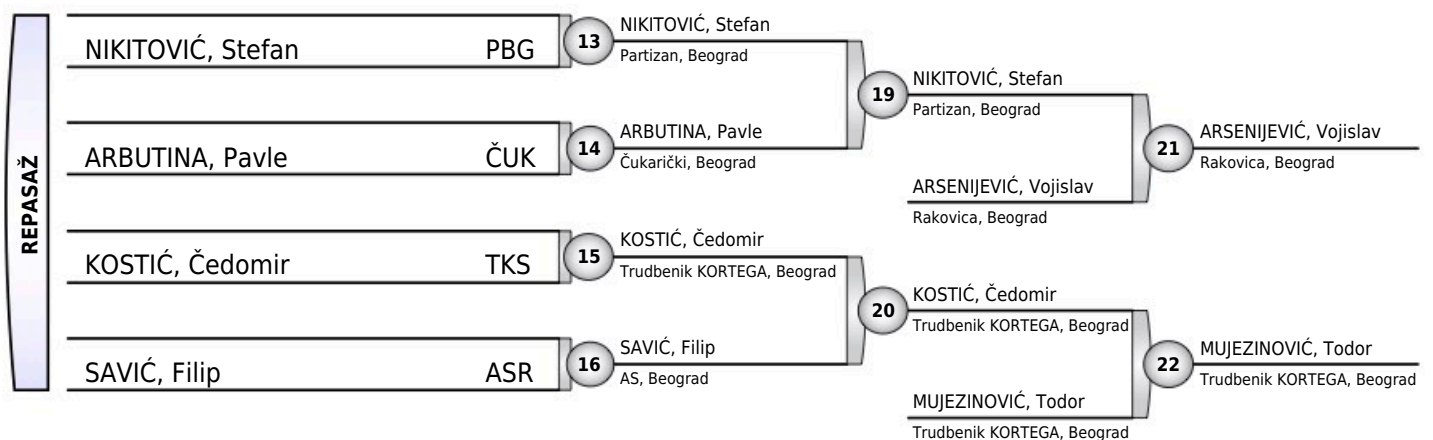 REPASAŽ
NIKITOVIĆ, Stefan PBG
ARBUTINA, Pavle ČUK
KOSTIĆ, Čedomir TKS
SAVIĆ, Filip ASR
13
NIKITOVIĆ, Stefan
Partizan, Beograd
14
ARBUTINA, Pavle
Čukarički, Beograd
15
KOSTIĆ, Čedomir
Trudbenik KORTEGA, Beograd
16
SAVIĆ, Filip
AS, Beograd
19
NIKITOVIĆ, Stefan
Partizan, Beograd
ARSENIJEVIĆ, Vojislav
Rakovica, Beograd
20
KOSTIĆ, Čedomir
Trudbenik KORTEGA, Beograd
MUJEZINOVIĆ, Todor
Trudbenik KORTEGA, Beograd
21
ARSENIJEVIĆ, Vojislav
Rakovica, Beograd
22
MUJEZINOVIĆ, Todor
Trudbenik KORTEGA, Beograd